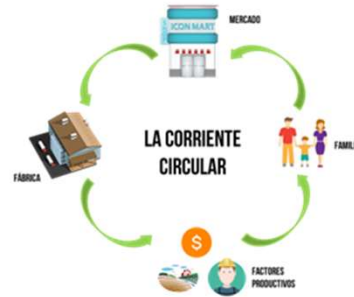 MERCADO
ICON MART
LA CORRIENTE
CIRCULAR
FÁBRICA
FAMIL
$
FACTORES
PRODUCTIVOS